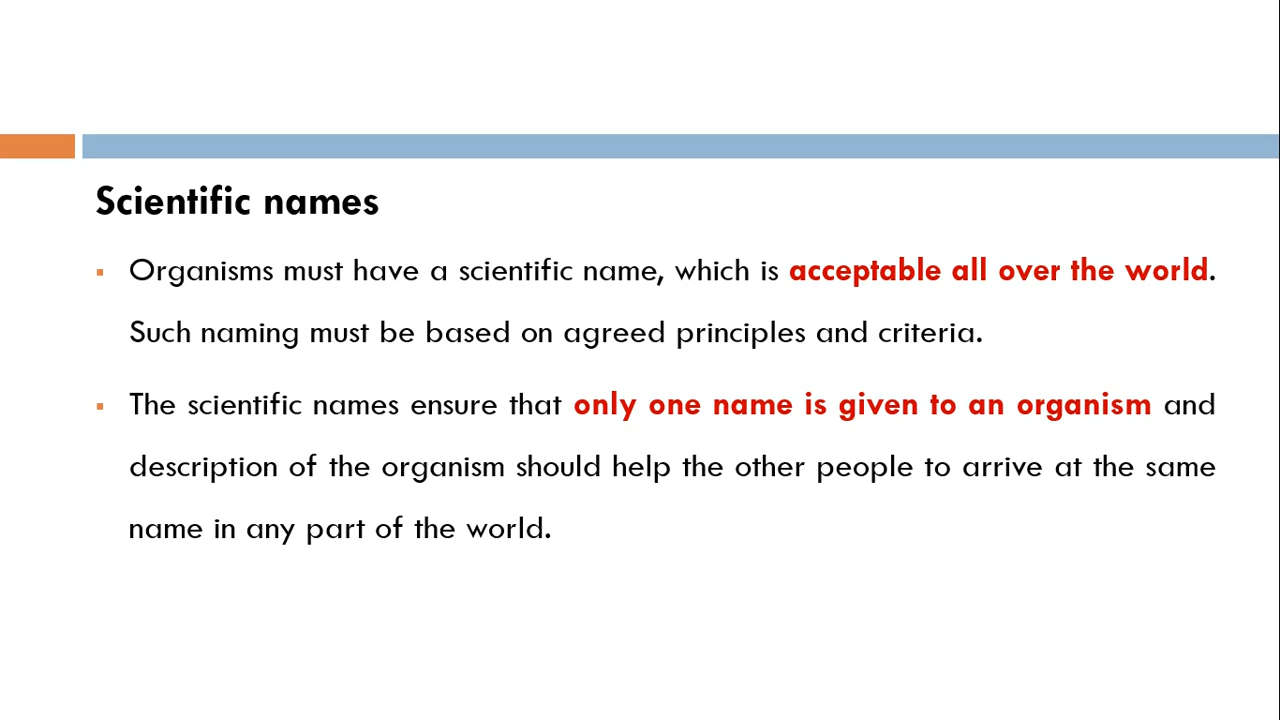 Scientific names
▪ Organisms must have a scientific name, which is acceptable all over the world.
Such naming must be based on agreed principles and criteria.
▪ The scientific names ensure that only one name is given to an organism and
description of the organism should help the other people to arrive at the same
name in any part of the world.